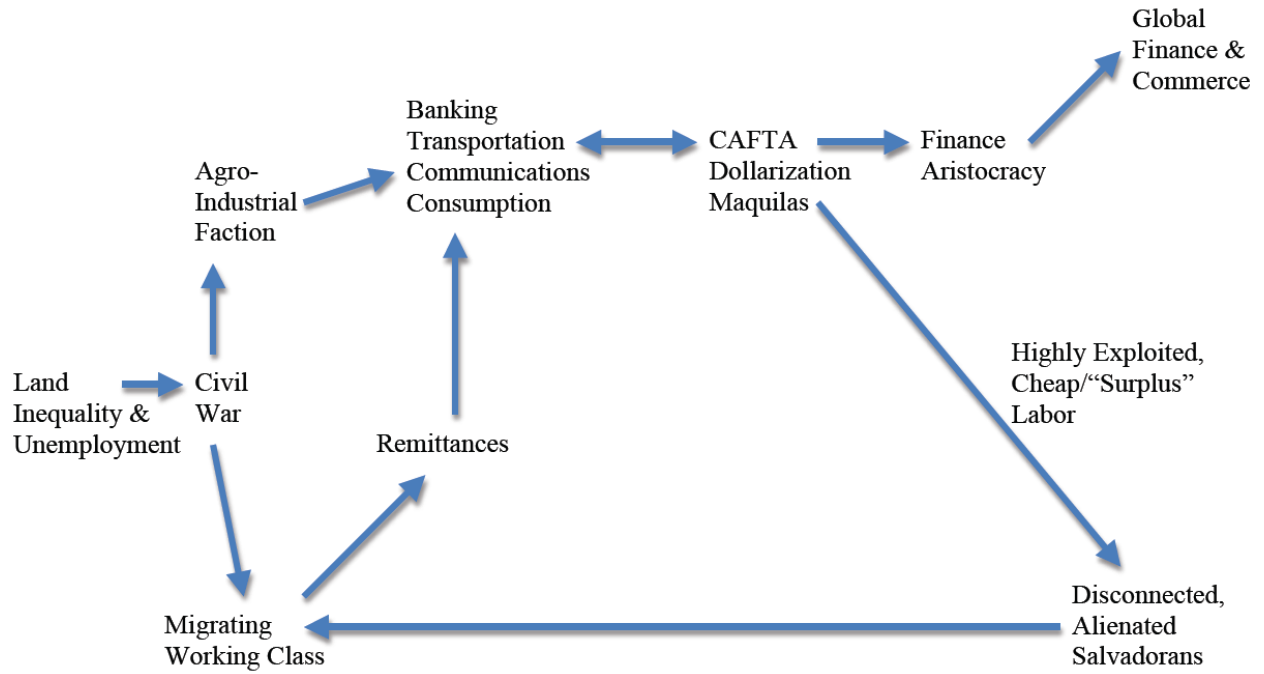 Global
Finance &
Commerce
Banking
Transportation
Communications
Consumption
CAFTA
Dollarization
Maquilas
Finance
Aristocracy
Agro-
Industrial
Faction
Highly Exploited,
Cheap/“Surplus”
Labor
Land
Inequality &
Unemployment
Civil
War
Remittances
Disconnected,
Alienated
Salvadorans
Migrating
Working Class